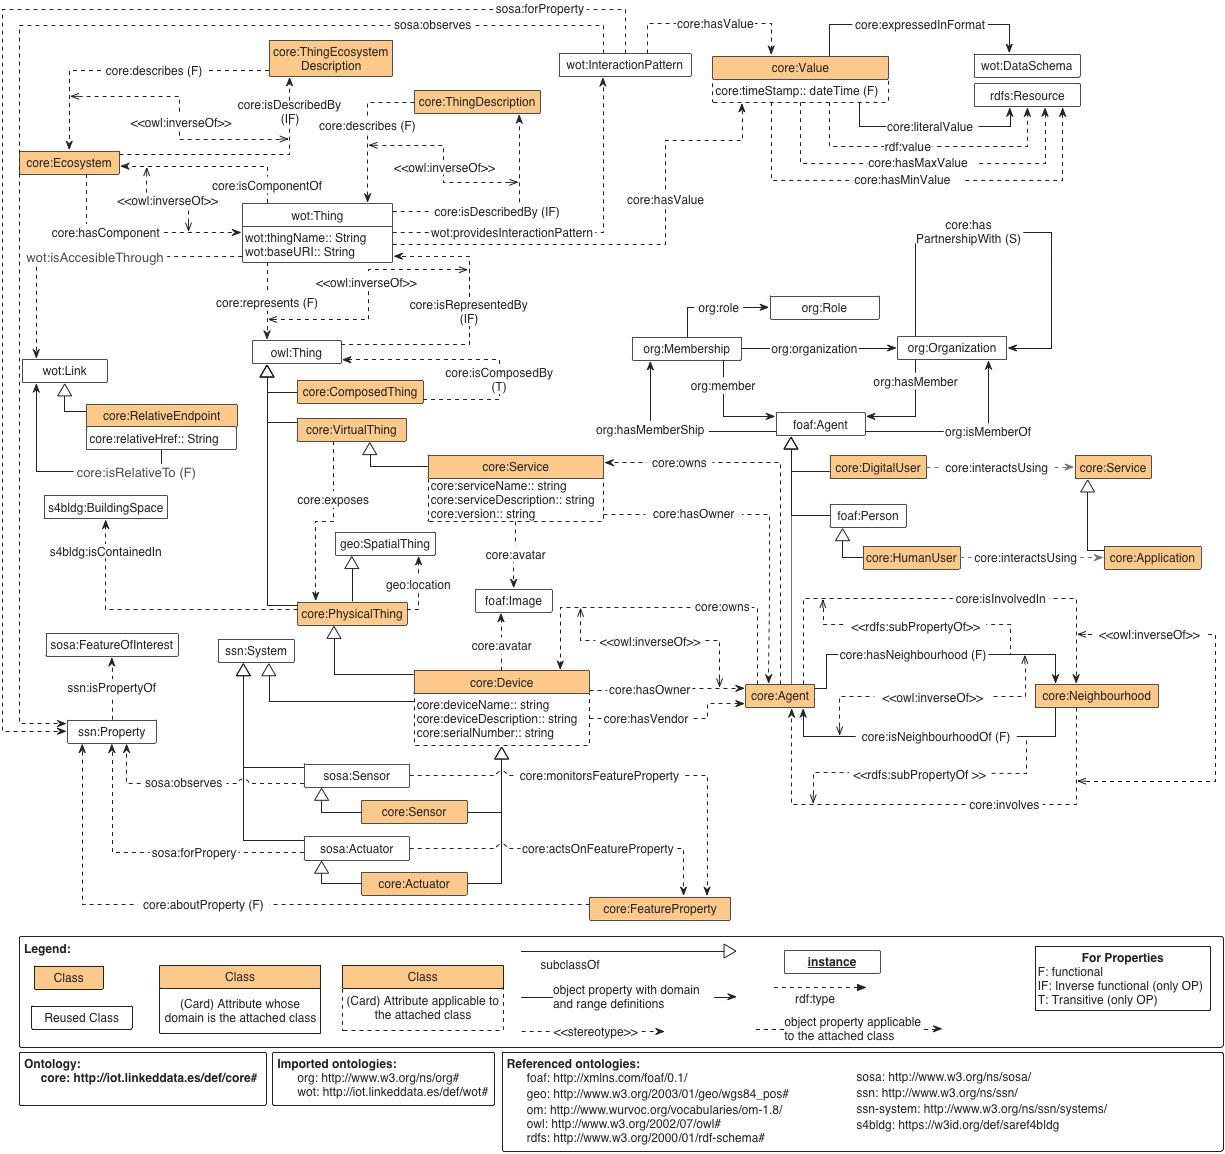 sosa:forProperty
sosa:observes
core:hasValue
core:expressedInFormat
core:ThingEcosystem
Description
wot:InteractionPattern
core:Value
wot:DataSchema
core:describes (F)
core:timeStamp:: dateTime (F)
rdfs:Resource
core:isDescribedBy
(IF)
core:ThingDescription
<<owl:inverseOf>>
core:describes (F)
core:literalValue
rdf:value
core:Ecosystem
<<owl:inverseOf>>
core:hasMaxValue
core:hasMinValue
core:isComponentOf
<<owl:inverseOf>>
core:hasValue
wot:Thing
core:isDescribedBy (IF)
core:hasComponent
wot:thingName:: String
wot:baseURI:: String
wot:providesInteractionPattern
core:has
PartnershipWith (S)
wot:isAccesibleThrough
<<owl:inverseOf>>
core:represents (F)
core:isRepresentedBy
(IF)
org:role
org:Role
owl:Thing
org:Membership
org:organization
org:Organization
wot:Link
core:isComposedBy
(T)
org:member
org:hasMember
core:ComposedThing
core:RelativeEndpoint
core:relativeHref:: String
core:VirtualThing
org:hasMemberShip
foaf:Agent
org:isMemberOf
core:isRelativeTo (F)
core:Service
core:owns
core:DigitalUser
core:interactsUsing
core:Service
core:serviceName:: string
core:serviceDescription:: string
core:version:: string
core:exposes
s4bldg:BuildingSpace
core:hasOwner
foaf:Person
s4bldg:isContainedIn
geo:SpatialThing
core:avatar
core:HumanUser
core:interactsUsing
core:Application
geo:location
foaf:Image
core:PhysicalThing
core:owns
core:isInvolvedIn
<<rdfs:subPropertyOf>>
<<owl:inverseOf>>
sosa:FeatureOfInterest
ssn:System
core:avatar
<<owl:inverseOf>>
core:hasNeighbourhood (F)
ssn:isPropertyOf
core:Device
core:hasOwner
core:Agent
<<owl:inverseOf>>
core:Neighbourhood
core:deviceName:: string
core:deviceDescription:: string
core:serialNumber:: string
core:hasVendor
ssn:Property
core:isNeighbourhoodOf (F)
sosa:observes
sosa:Sensor
core:monitorsFeatureProperty
<<rdfs:subPropertyOf >>
core:involves
core:Sensor
sosa:forPropery
sosa:Actuator
core:actsOnFeatureProperty
core:Actuator
core:aboutProperty (F)
core:FeatureProperty
Legend:
Class
Reused Class
Class
(Card) Attribute whose
domain is the attached class
Class
(Card) Attribute applicable to
the attached class
subclassOf
object property with domain
and range definitions
<<stereotype>>
instance
rdf:type
object property applicable
to the attached class
For Properties
F: functional
IF: Inverse functional (only OP)
T: Transitive (only OP)
Ontology:
core: http://iot.linkeddata.es/def/core#
Imported ontologies:
org: http://www.w3.org/ns/org#
wot: http://iot.linkeddata.es/def/wot#
Referenced ontologies:
foaf: http://xmlns.com/foaf/0.1/
geo: http://www.w3.org/2003/01/geo/wgs84_pos#
om: http://www.wurvoc.org/vocabularies/om-1.8/
owl: http://www.w3.org/2002/07/owl#
rdfs: http://www.w3.org/2000/01/rdf-schema#
sosa: http://www.w3.org/ns/sosa/
ssn: http://www.w3.org/ns/ssn/
ssn-system: http://www.w3.org/ns/ssn/systems/
s4bldg: https://w3id.org/def/saref4bldg